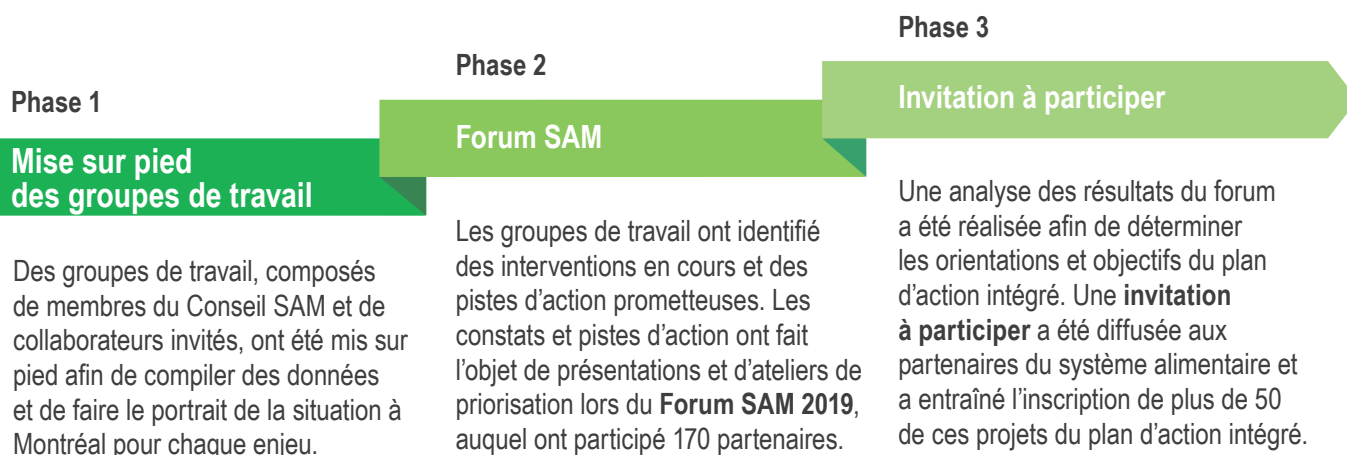 Phase 1
Mise sur pied
des groupes de travail
Des groupes de travail, composés
de membres du Conseil SAM et de
collaborateurs invités, ont été mis sur
pied afin de compiler des données
et de faire le portrait de la situation à
Montréal pour chaque enjeu.
Phase 2
Forum SAM
Les groupes de travail ont identifié
des interventions en cours et des
pistes d’action prometteuses. Les
constats et pistes d’action ont fait
l’objet de présentations et d’ateliers de
priorisation lors du Forum SAM 2019,
auquel ont participé 170 partenaires.
Phase 3
Invitation à participer
Une analyse des résultats du forum
a été réalisée afin de déterminer
les orientations et objectifs du plan
d’action intégré. Une invitation
à participer a été diffusée aux
partenaires du système alimentaire et
a entraîné l’inscription de plus de 50
de ces projets du plan d’action intégré.